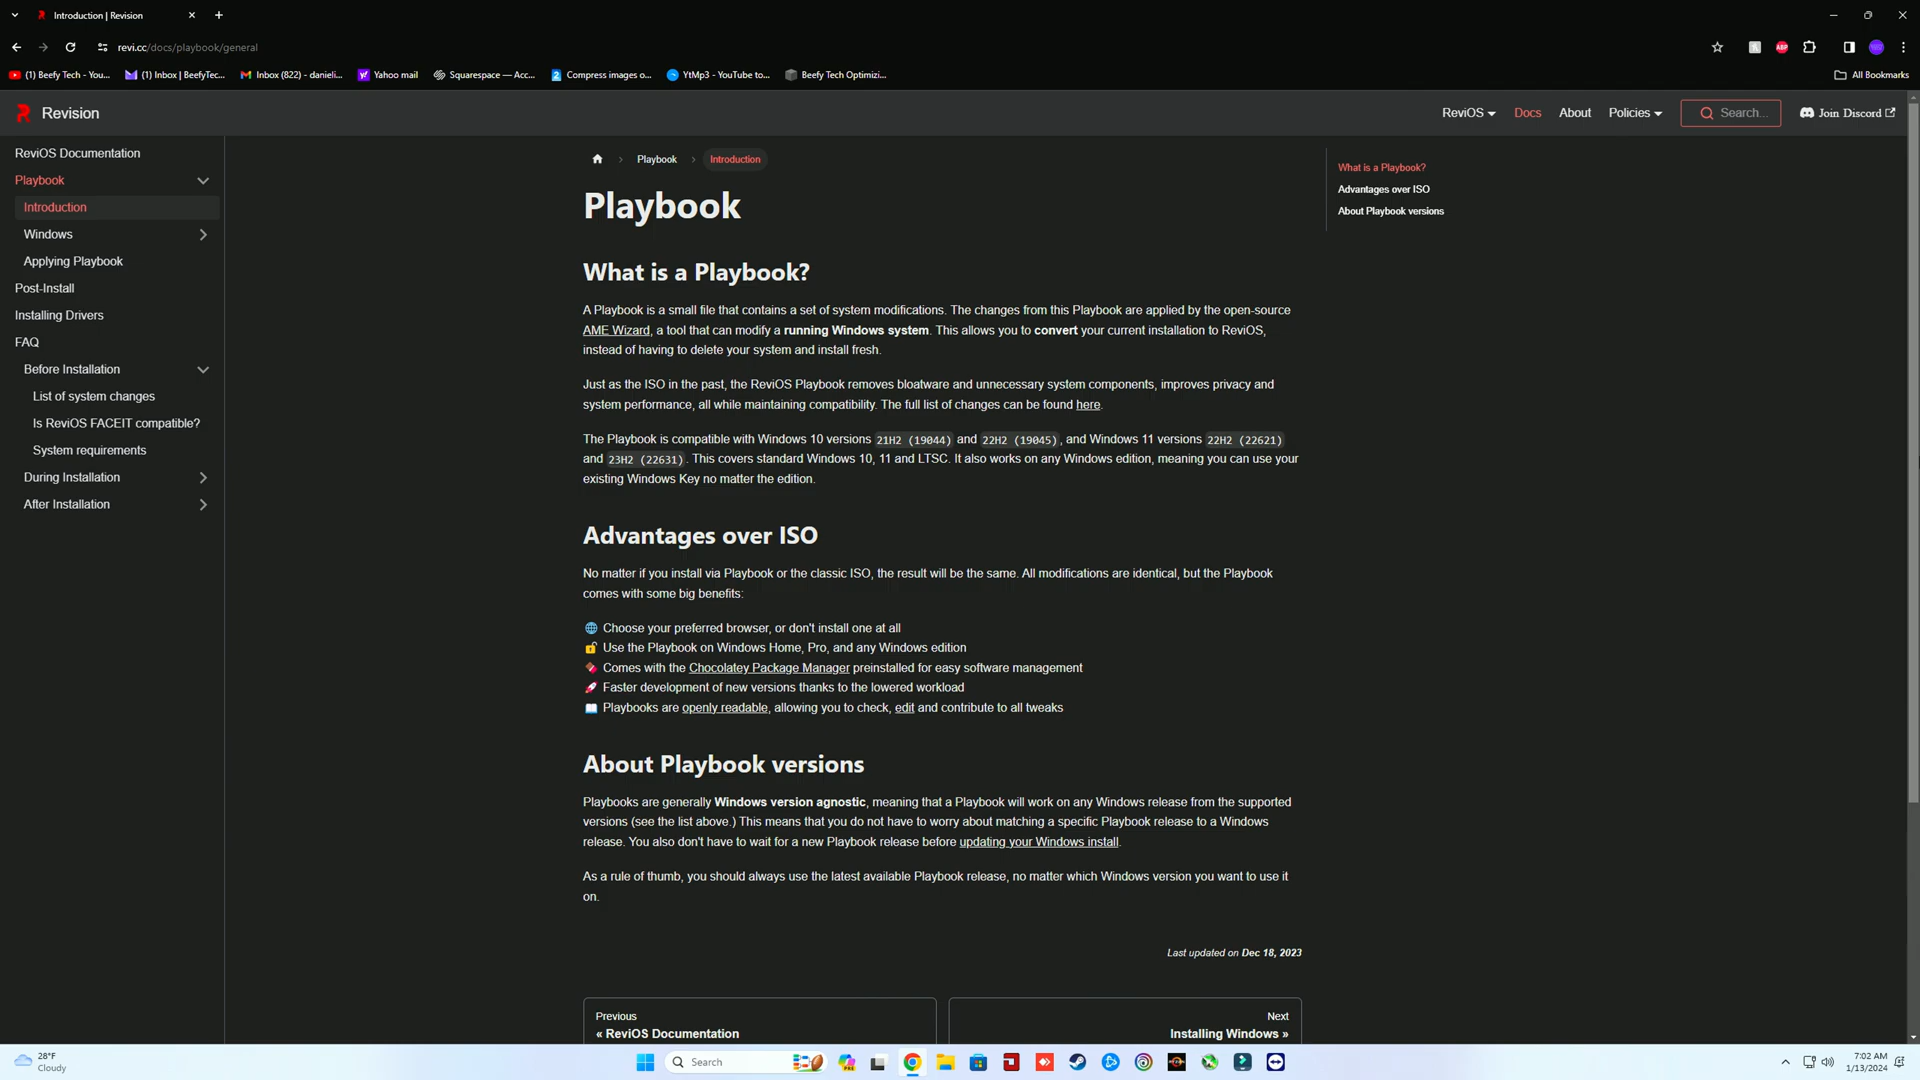 Introduction | Revision
revi.cc/docs/playbook/general
ABP
(1) Beefy Tech - You...
(1) Inbox | BeefyTec...
Inbox (822) - danieli...
Yahoo mail
Squarespace — Acc...
Compress images o...
YtMp3 - YouTube to...
Beefy Tech Optimizi...
All Bookmarks
Revision
ReviOS
Docs
About
Policies
Search...
Join Discord
ReviOS Documentation
Playbook
Introduction
Windows
Applying Playbook
Post-Install
Installing Drivers
FAQ
Before Installation
List of system changes
Is ReviOS FACEIT compatible?
System requirements
During Installation
After Installation
Playbook
Introduction
Playbook
What is a Playbook?
A Playbook is a small file that contains a set of system modifications. The changes from this Playbook are applied by the open-source
AME Wizard, a tool that can modify a running Windows system. This allows you to convert your current installation to ReviOS,
instead of having to delete your system and install fresh.
Just as the ISO in the past, the ReviOS Playbook removes bloatware and unnecessary system components, improves privacy and
system performance, all while maintaining compatibility. The full list of changes can be found here.
The Playbook is compatible with Windows 10 versions 21H2 (19044) and 22H2 (19045), and Windows 11 versions 22H2 (22621)
and 23H2 (22631). This covers standard Windows 10, 11 and LTSC. It also works on any Windows edition, meaning you can use your
existing Windows Key no matter the edition.
Advantages over ISO
No matter if you install via Playbook or the classic ISO, the result will be the same. All modifications are identical, but the Playbook
comes with some big benefits:
Choose your preferred browser, or don't install one at all
Use the Playbook on Windows Home, Pro, and any Windows edition
Comes with the Chocolatey Package Manager preinstalled for easy software management
Faster development of new versions thanks to the lowered workload
Playbooks are openly readable, allowing you to check, edit and contribute to all tweaks
About Playbook versions
Playbooks are generally Windows version agnostic, meaning that a Playbook will work on any Windows release from the supported
versions (see the list above.) This means that you do not have to worry about matching a specific Playbook release to a Windows
release. You also don't have to wait for a new Playbook release before updating your Windows install.
As a rule of thumb, you should always use the latest available Playbook release, no matter which Windows version you want to use it
on.
Last updated on Dec 18, 2023
Previous
« ReviOS Documentation
Next
Installing Windows »
What is a Playbook?
Advantages over ISO
About Playbook versions
28°F
Cloudy
Search
7:02 AM
1/13/2024